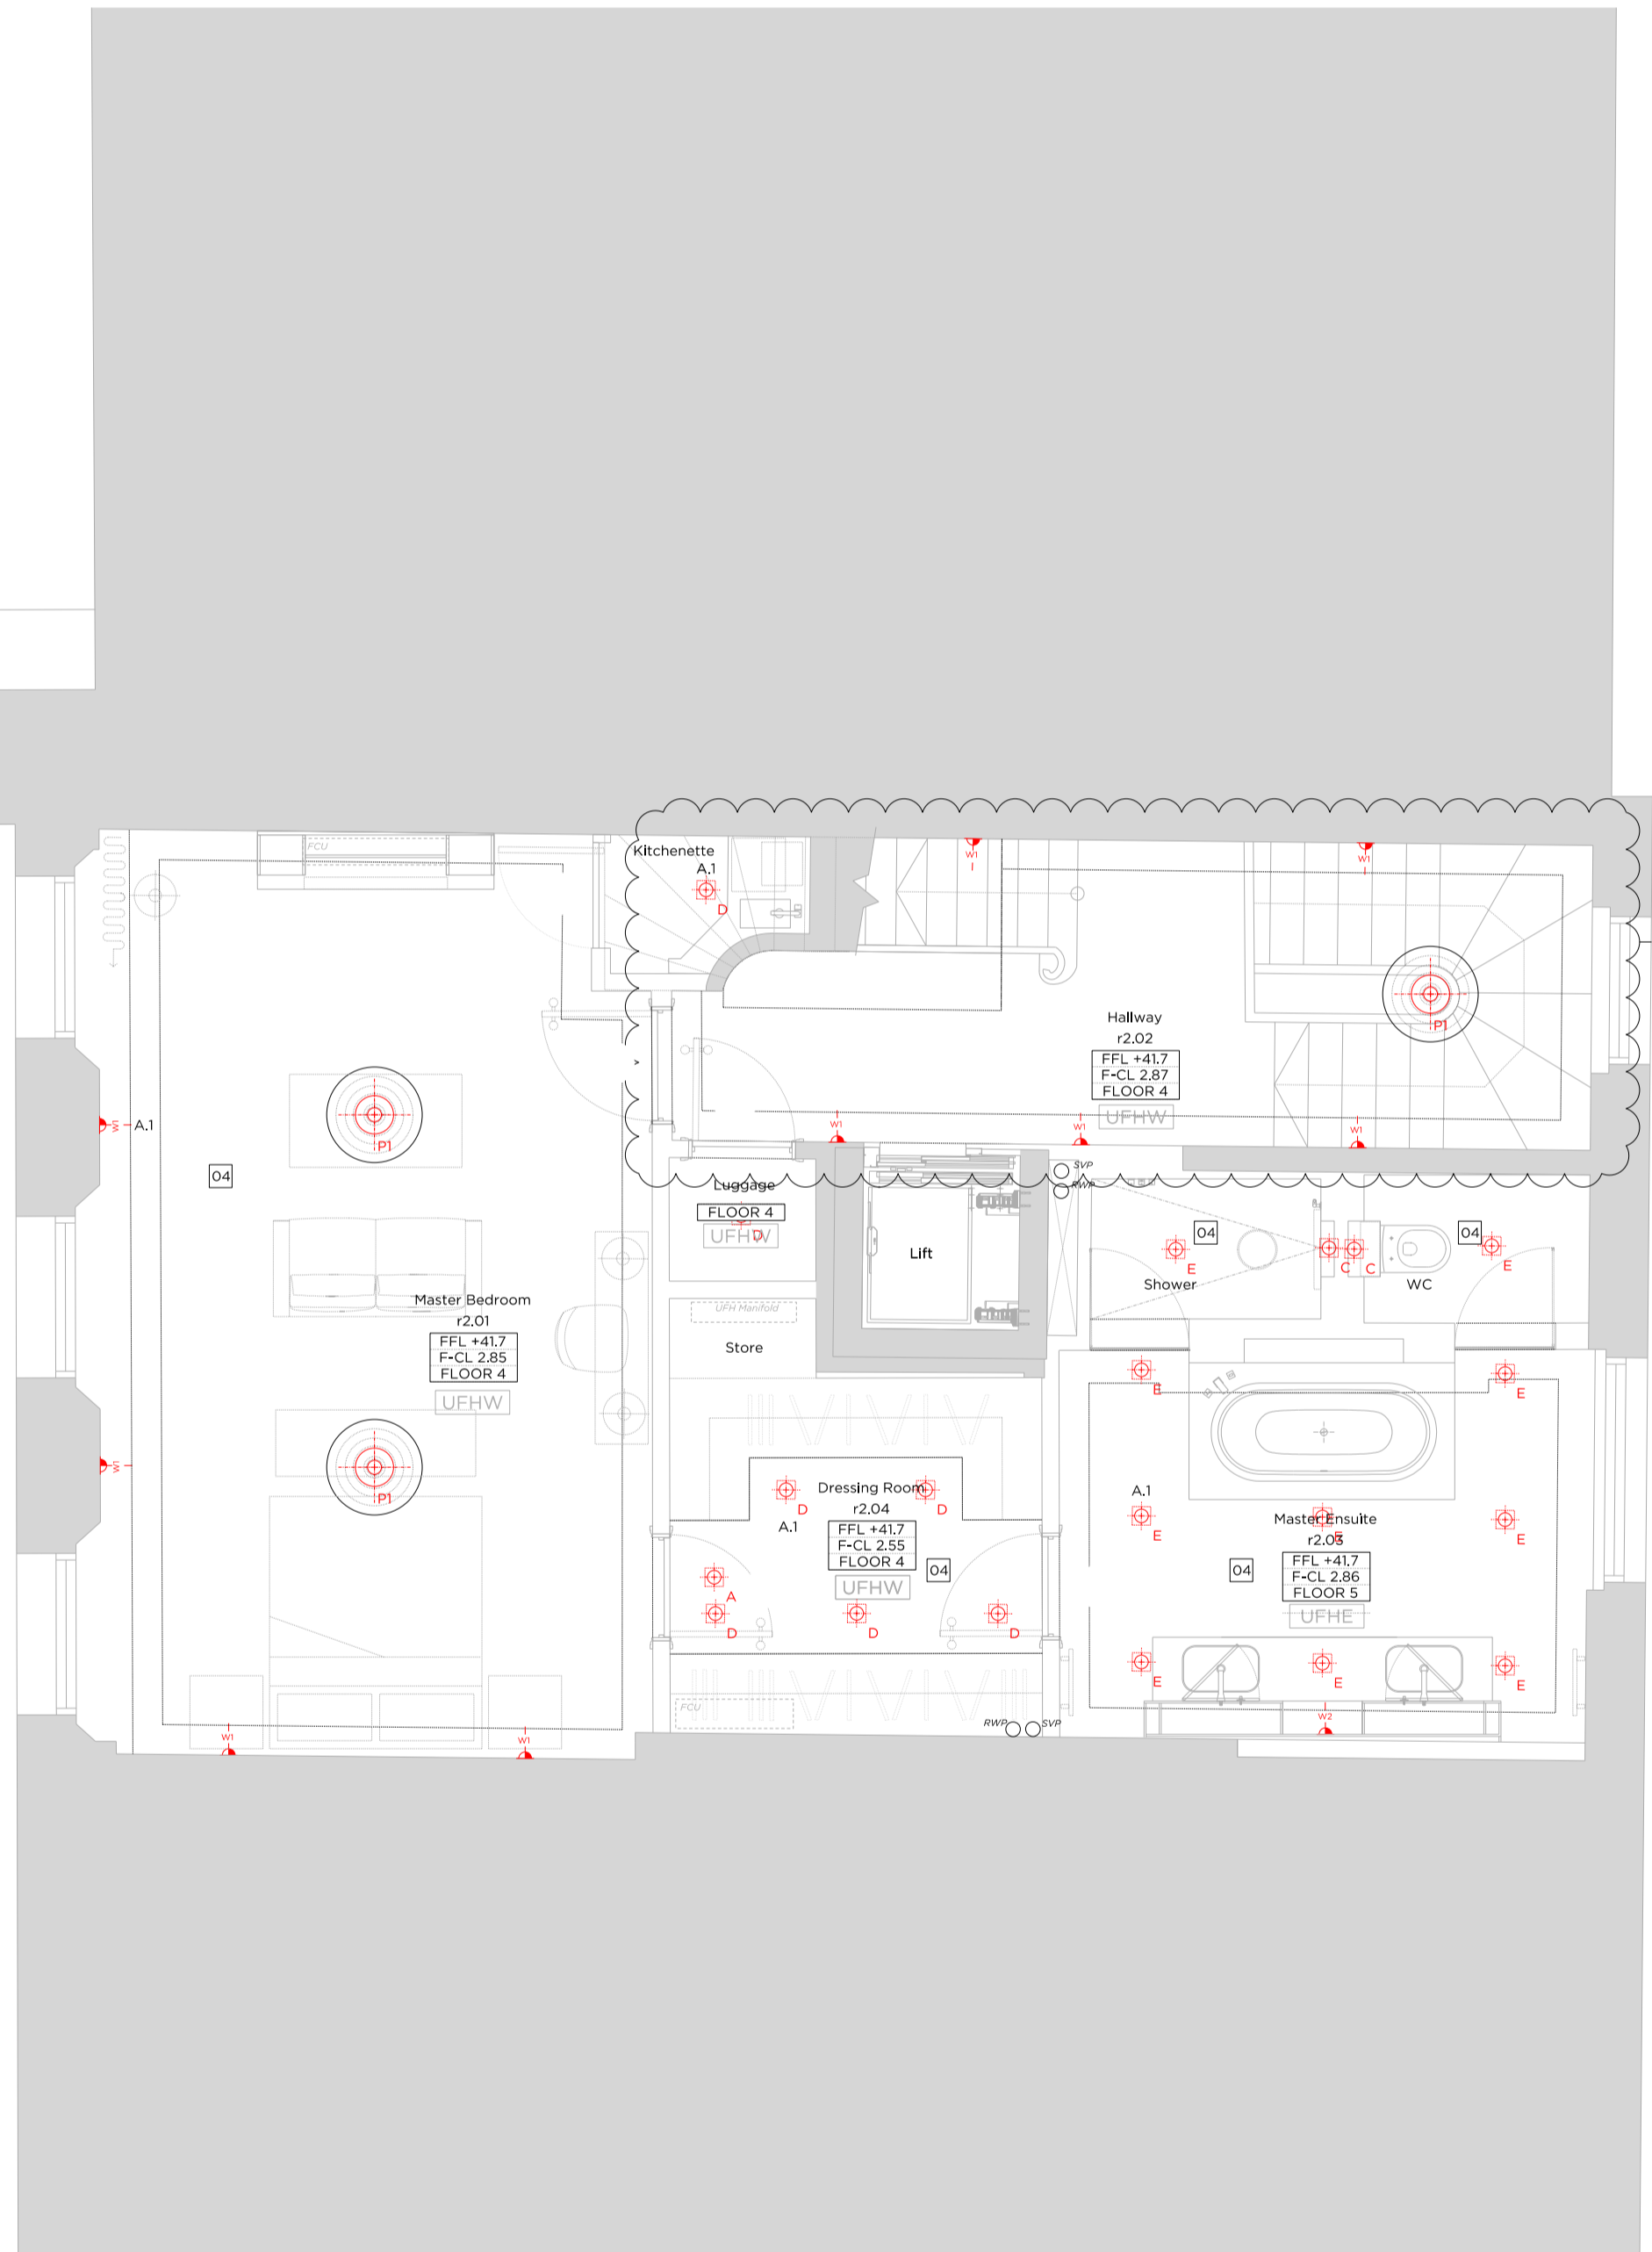 FCU
Kitchenette
A.1
D
W1
W1
P1
Hallway
r2.02
FFL +41.7
F-CL 2.87
FLOOR 4
UFHW
W1
W1
W1
W1
A.1
P1
04
SVP
RWP
Luggage
FLOOR 4
UFHW
D
Lift
04
04
E
C
C
E
Shower
WC
Master Bedroom
r2.01
FFL +41.7
F-CL 2.85
FLOOR 4
UFHW
UFH Manifold
Store
E
E
W1
P1
Dressing Room
r2.04
FFL +41.7
F-CL 2.55
FLOOR 4
UFHW
D
D
A.1
04
A
D
D
D
A.1
E
E
E
Master Ensuite
r2.03
FFL +41.7
F-CL 2.86
FLOOR 5
UFHE
04
E
E
E
FCU
RWP
SVP
W2
W1
W1